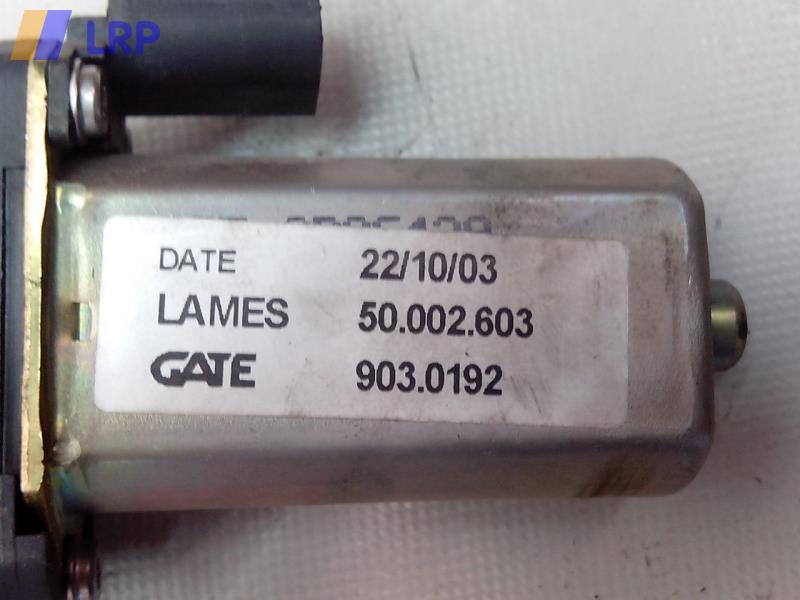 LRP
DATE 22/10/03
LAMES 50.002.603
GATE 903.0192